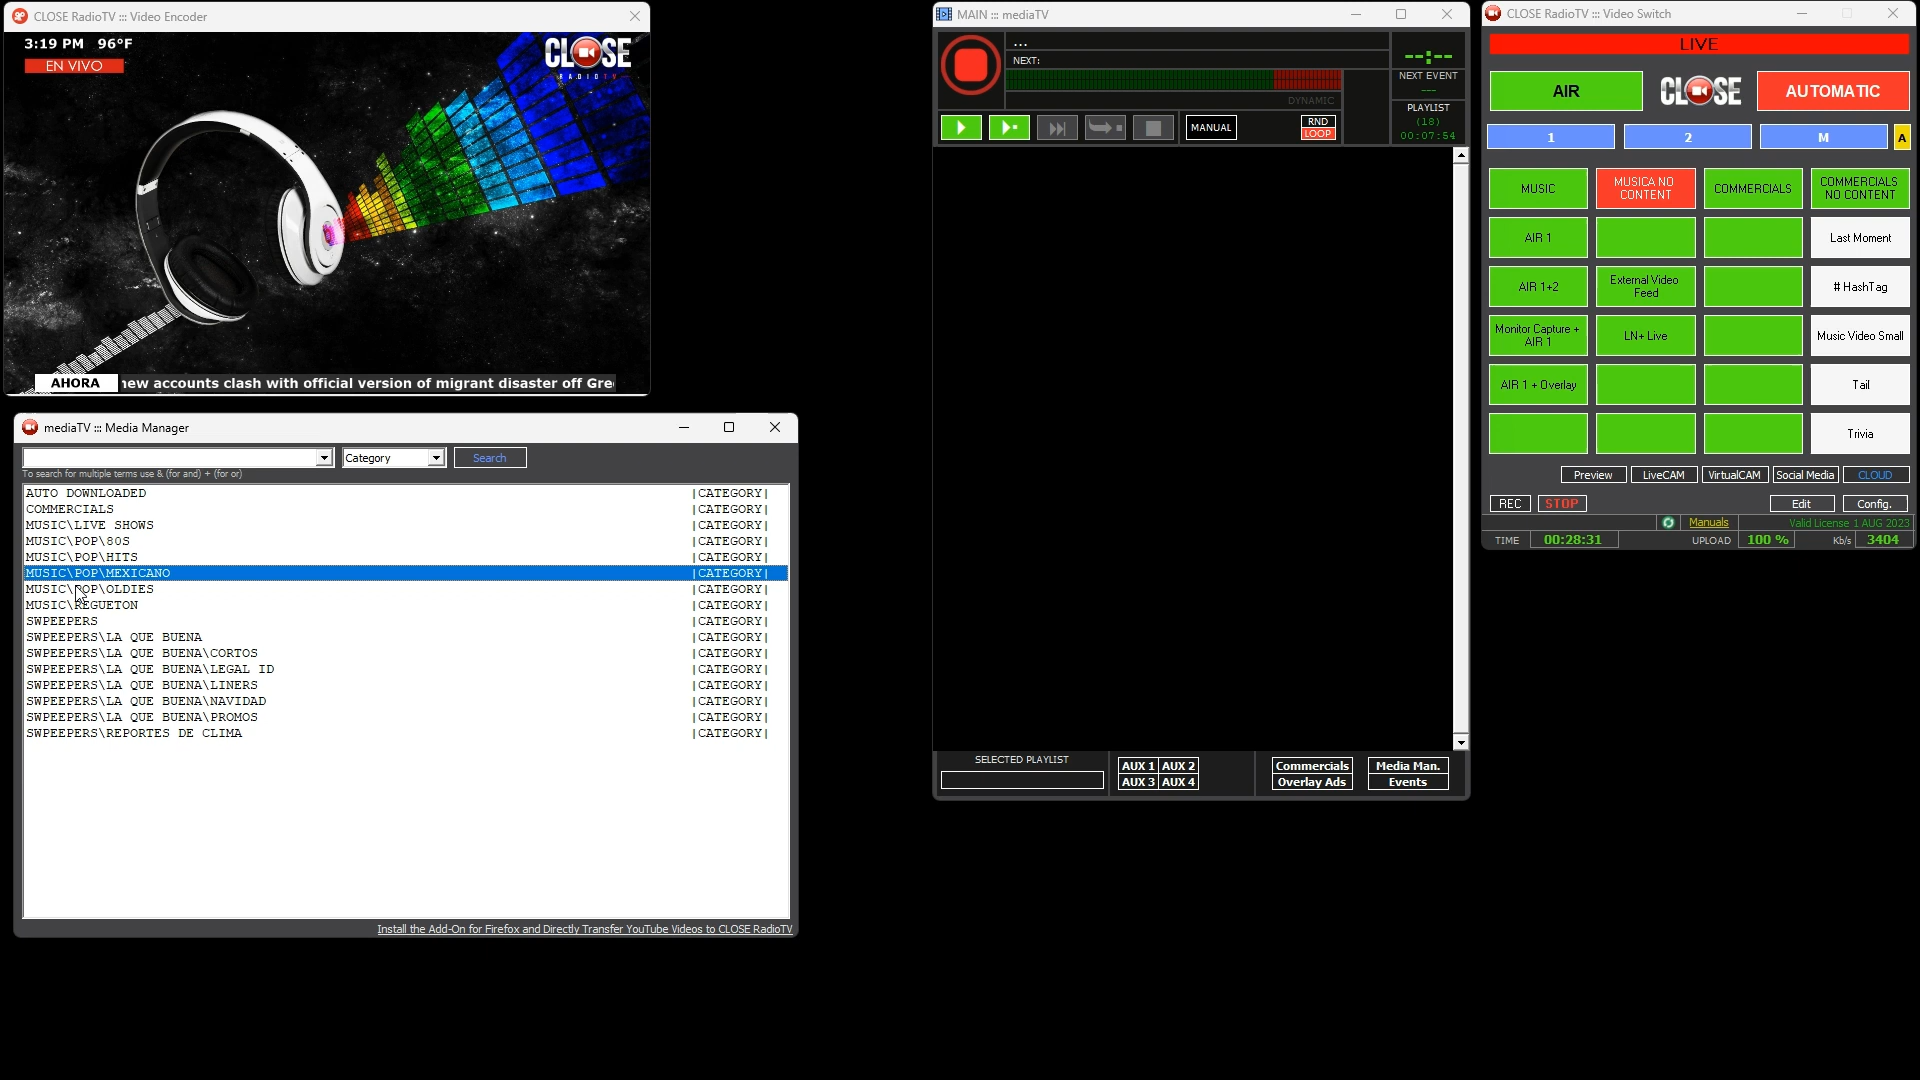 CLOSE RadioTV ::: Video Encoder
3:19 PM 96°F
EN VIVO
CLOSE
RADIOTV
AHORA
new accounts clash with official version of migrant disaster off Gre
mediaTV ::: Media Manager
Category
Search
To search for multiple terms use & (for and) + (for or)
AUTO DOWNLOADED |CATEGORY|
COMMERCIALS |CATEGORY|
MUSIC\LIVE SHOWS |CATEGORY|
MUSIC\POP\80S |CATEGORY|
MUSIC\POP\HITS |CATEGORY|
MUSIC\POP\MEXICANO |CATEGORY|
MUSIC\POP\OLDIES |CATEGORY|
MUSIC\REGUETON |CATEGORY|
SWPEEPERS |CATEGORY|
SWPEEPERS\LA QUE BUENA |CATEGORY|
SWPEEPERS\LA QUE BUENA\CORTOS |CATEGORY|
SWPEEPERS\LA QUE BUENA\LEGAL ID |CATEGORY|
SWPEEPERS\LA QUE BUENA\LINERS |CATEGORY|
SWPEEPERS\LA QUE BUENA\NAVIDAD |CATEGORY|
SWPEEPERS\LA QUE BUENA\PROMOS |CATEGORY|
SWPEEPERS\REPORTES DE CLIMA |CATEGORY|
Install the Add-On for Firefox and Directly Transfer YouTube Videos to CLOSE RadioTV
MAIN ::: mediaTV
...
NEXT:
DYNAMIC
--:--
NEXT EVENT
---
PLAYLIST
(18)
00:07:54
MANUAL
RND
LOOP
SELECTED PLAYLIST
AUX 1 AUX 2
AUX 3 AUX 4
Commercials
Overlay Ads
Media Man.
Events
CLOSE RadioTV ::: Video Switch
LIVE
AIR
CLOSE
AUTOMATIC
1 2 M A
MUSIC
MUSICA NO
CONTENT
COMMERCIALS
COMMERCIALS
NO CONTENT
AIR 1
Last Moment
AIR 1+2
External Video
Feed
# HashTag
Monitor Capture +
AIR 1
LN+ Live
Music Video Small
AIR 1 + Overlay
Tail
Trivia
Preview LiveCAM VirtualCAM Social Media CLOUD
REC STOP Edit Config.
Manuals Valid License 1 AUG 2023
TIME 00:28:31 UPLOAD 100 % Kb/s 3404